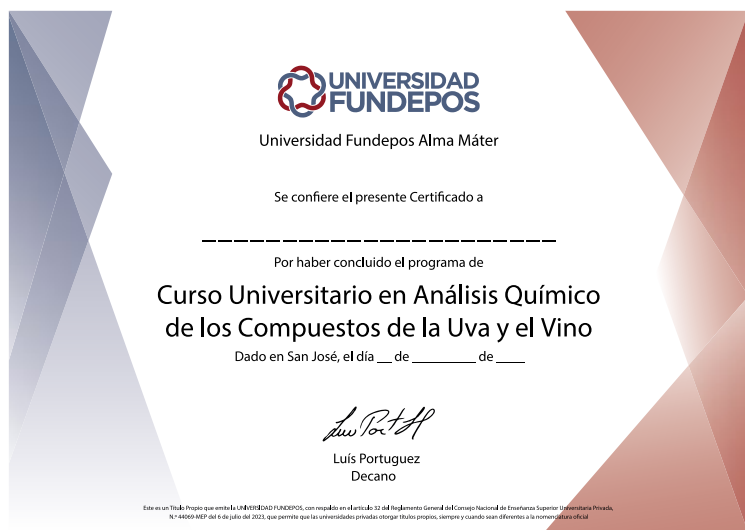 UNIVERSIDAD
FUNDEPOS
Universidad Fundepos Alma Máter
Se confiere el presente Certificado a
______________________
Por haber concluido el programa de
Curso Universitario en Análisis Químico
de los Compuestos de la Uva y el Vino
Dado en San José, el día __ de ________ de ____
Luís Portuguez
Decano
Este es un Título Propio que emite la UNIVERSIDAD FUNDEPOS, con respaldo en el artículo 32 del Reglamento General del Consejo Nacional de Enseñanza Superior Universitaria Privada,
N.º 44069-MEP del 6 de julio del 2023, que permite que las universidades privadas otorgar títulos propios, siempre y cuando sean diferentes a la nomenclatura oficial